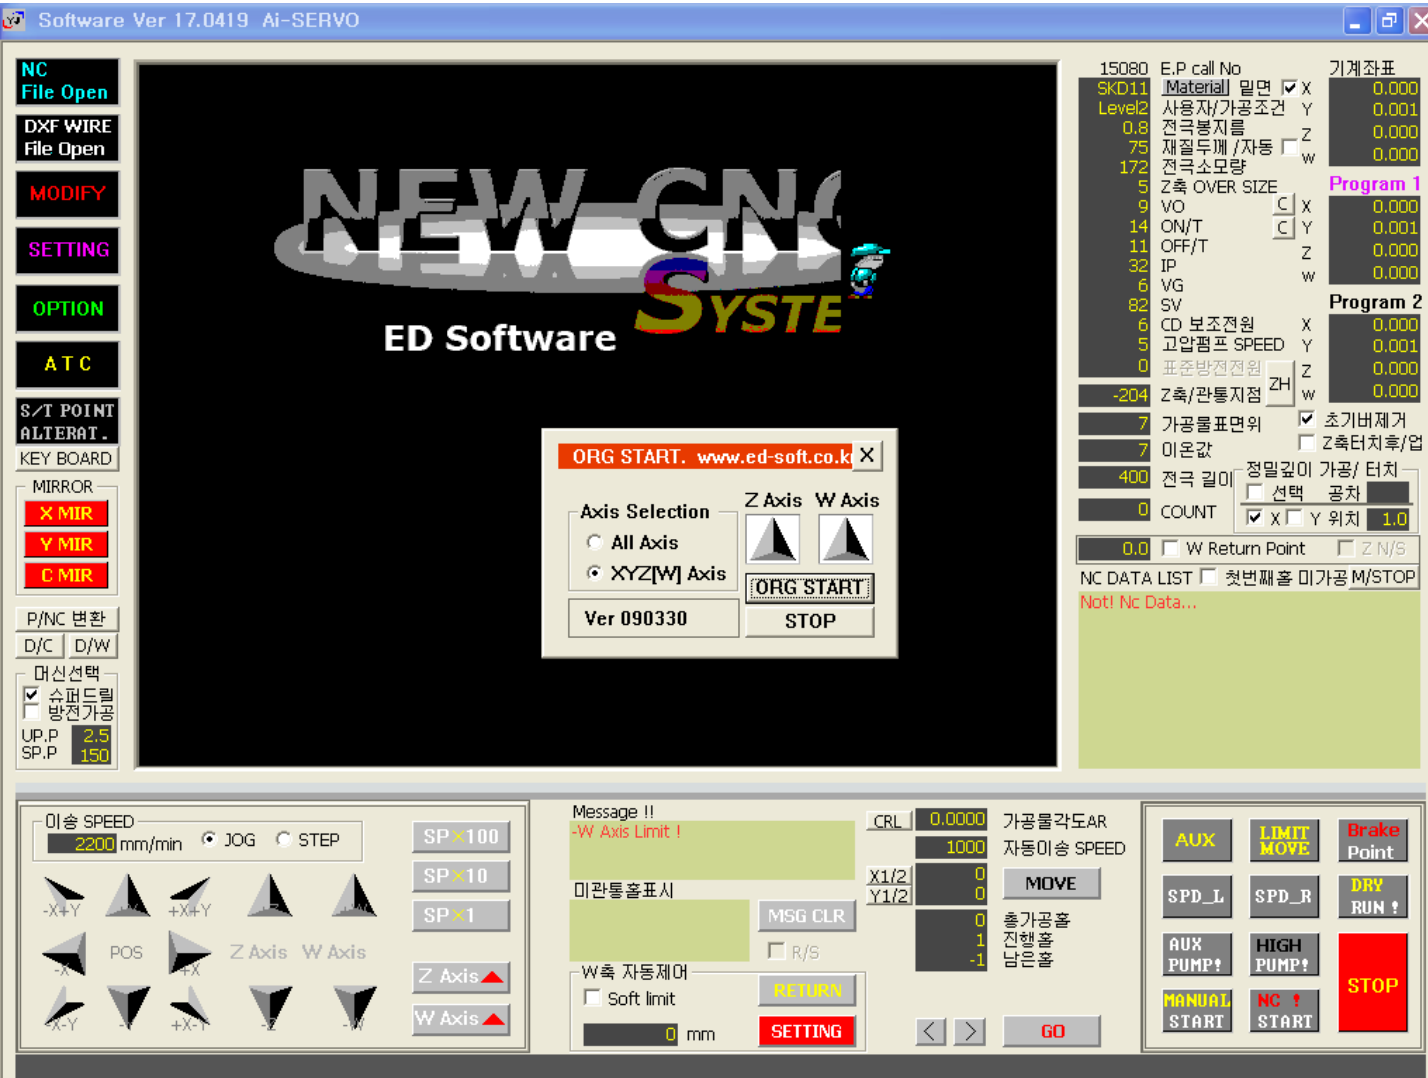 Software Ver 17.0419 Ai-SERVO
NC
File Open
DXF WIRE
File Open
MODIFY
SETTING
OPTION
A T C
S/T POINT
ALTERAT.
KEY BOARD
MIRROR
X MIR
Y MIR
C MIR
P/NC 변환
D/C D/W
머신선택
슈퍼드릴
방전가공
UP.P 2.5
SP.P 150
NEW CNC
SYSTE
ED Software
ORG START. www.ed-soft.co.k X
Axis Selection
All Axis
XYZ[W] Axis
Ver 090330
Z Axis W Axis
ORG START
STOP
15080 E.P call No
SKD11 Material 밑면
Level2 사용자/가공조건
0.8 전극봉지름
75 재질두께 /자동
172 전극소모량
5 Z축 OVER SIZE
9 VO C
14 ON/T C
11 OFF/T
32 IP
6 VG
82 SV
6 CD 보조전원
5 고압펌프 SPEED
0 표준방전전원
-204 Z축/관통지점 ZH
7 가공물표면위
7 이온값
400 전극 길이
0 COUNT
기계좌표
X 0.000
Y 0.001
Z 0.000
W 0.000
Program 1
X 0.000
Y 0.001
Z 0.000
W 0.000
Program 2
X 0.000
Y 0.001
Z 0.000
W 0.000
초기버제거
Z축터치후/업
정밀깊이 가공/ 터치
선택 공차
X Y 위치 1.0
0.0 W Return Point Z N/S
NC DATA LIST 첫번째홀 미가공 M/STOP
Not! Nc Data...
이송 SPEED
2200 mm/min JOG STEP
SP×100
SP×10
SP×1
-X+Y +Y +X+Y +Z +W
-X POS +X Z Axis W Axis
-X-Y -Y +X-Y -Z -W
Z Axis
W Axis
Message !!
-W Axis Limit !
미관통홀표시
MSG CLR
R/S
W축 자동제어
Soft limit
RETURN
0 mm
SETTING
CRL 0.0000 가공물각도AR
1000 자동이송 SPEED
X1/2 0
Y1/2 0
MOVE
0 총가공홀
1 진행홀
-1 남은홀
< > GO
AUX
LIMIT
MOVE
Brake
Point
SPD_L
SPD_R
DRY
RUN !
AUX
PUMP!
HIGH
PUMP!
STOP
MANUAL
START
NC !
START